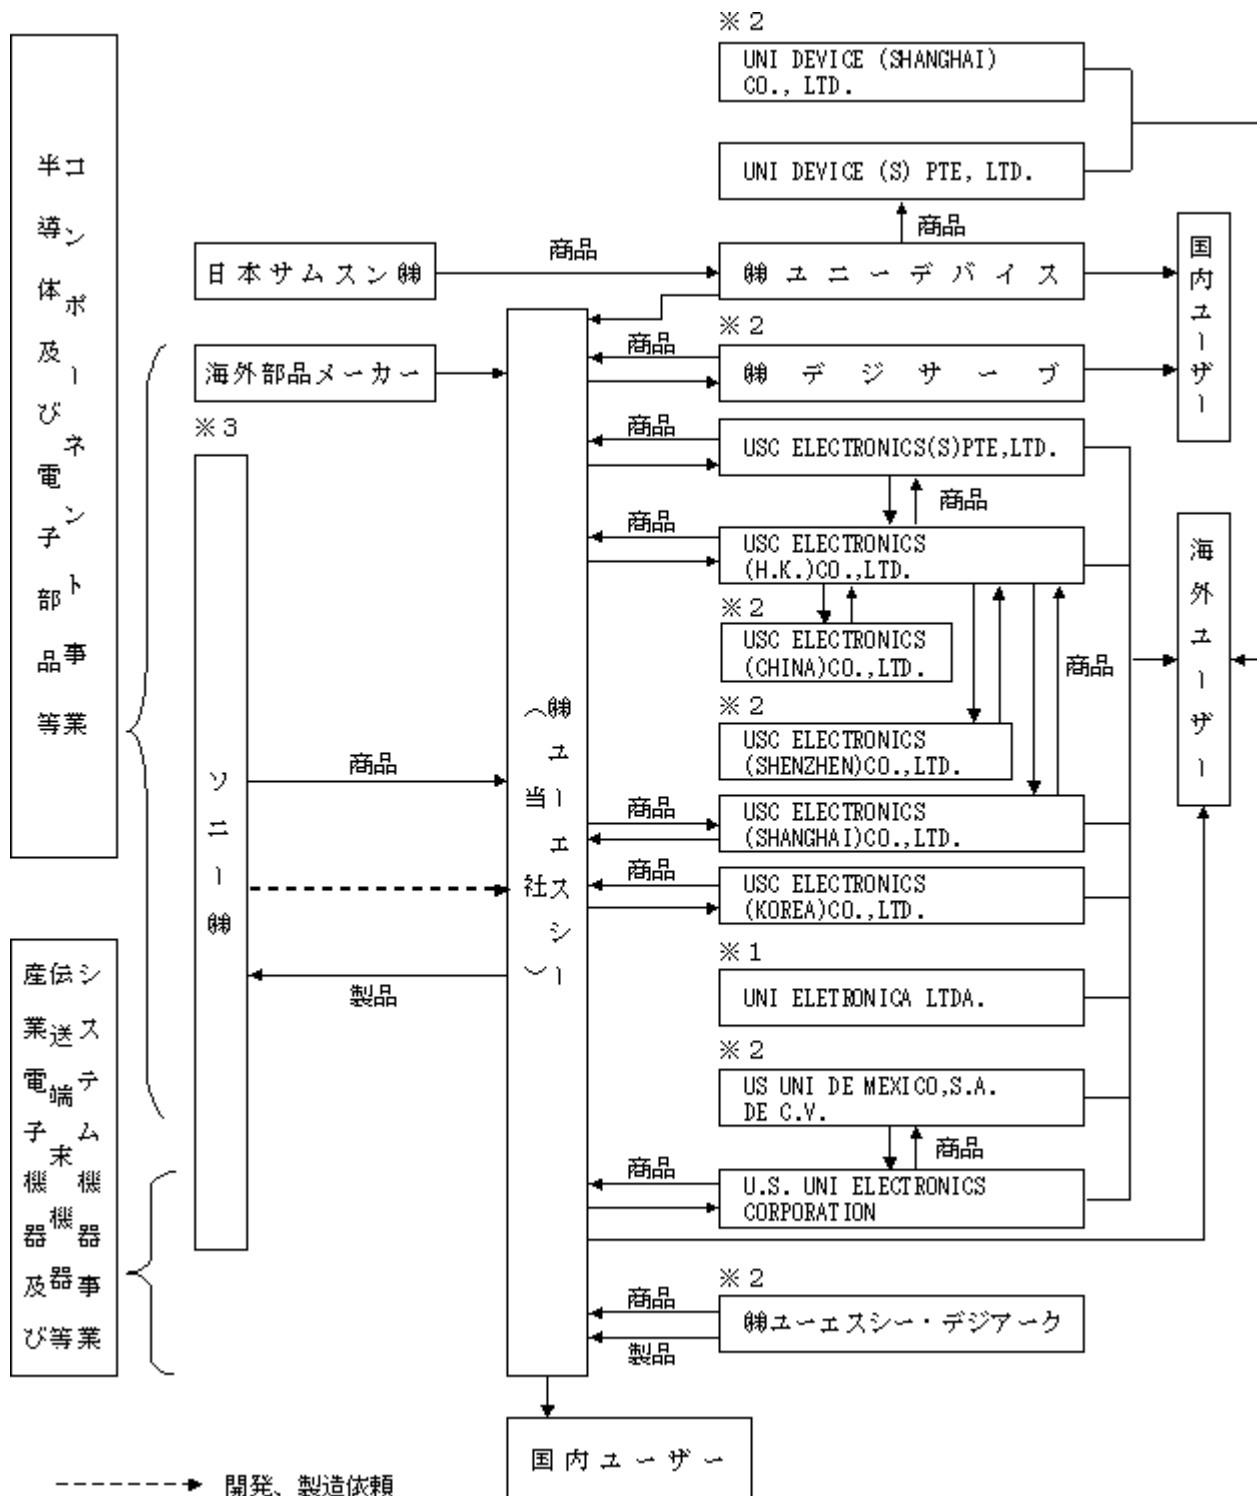 ※２
UNI DEVICE (SHANGHAI)
CO., LTD.
UNI DEVICE (S) PTE, LTD.
商品
半導体及び電子部品等
コンポーネント事業
日本サムスン㈱
商品
㈱ユニーデバイス
国内ユーザー
※２
海外部品メーカー
商品
㈱デジサーブ
※３
商品
USC ELECTRONICS(S)PTE,LTD.
商品
商品
USC ELECTRONICS
(H.K.)CO.,LTD.
海外ユーザー
※２
USC ELECTRONICS
(CHINA)CO.,LTD.
商品
※２
USC ELECTRONICS
(SHENZHEN)CO.,LTD.
ソニー㈱
商品
㈱ユーエスシー
（当社）
商品
USC ELECTRONICS
(SHANGHAI)CO.,LTD.
商品
USC ELECTRONICS
(KOREA)CO.,LTD.
製品
※１
UNI ELETRONICA LTDA.
産業電子機器及び
伝送端末機器等
システム機器事業
※２
US UNI DE MEXICO,S.A.
DE C.V.
商品
商品
U.S. UNI ELECTRONICS
CORPORATION
※２
商品
㈱ユーエスシー・デジアーク
製品
国内ユーザー
開発、製造依頼